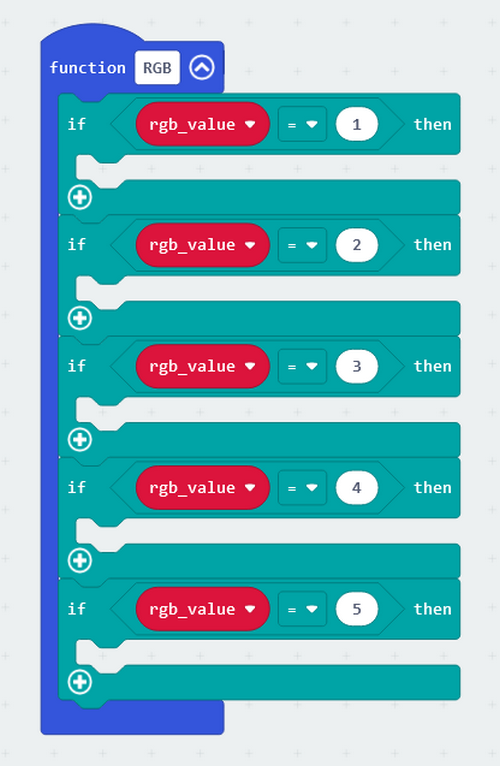 function RGB
if rgb_value = 1 then
if rgb_value = 2 then
if rgb_value = 3 then
if rgb_value = 4 then
if rgb_value = 5 then